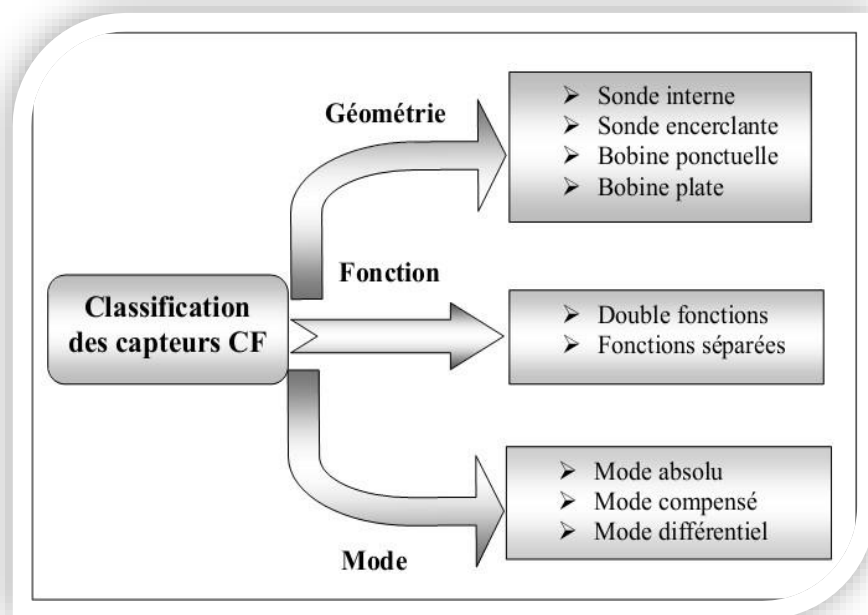 Géométrie
➤ Sonde interne
➤ Sonde encerclante
➤ Bobine ponctuelle
➤ Bobine plate
Classification
des capteurs CF
Fonction
➤ Double fonctions
➤ Fonctions séparées
Mode
➤ Mode absolu
➤ Mode compensé
➤ Mode différentiel